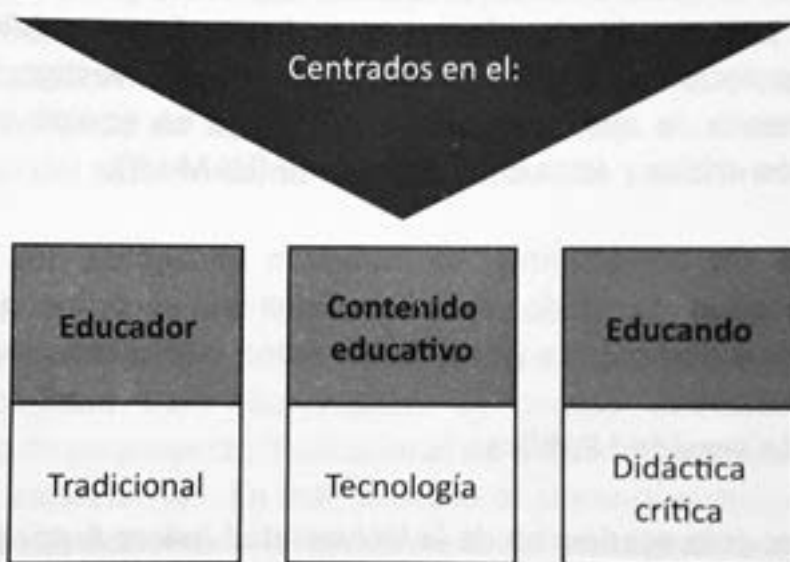 Centrados en el:
Educador
Contenido
educativo
Educando
Tradicional
Tecnología
Didáctica
crítica